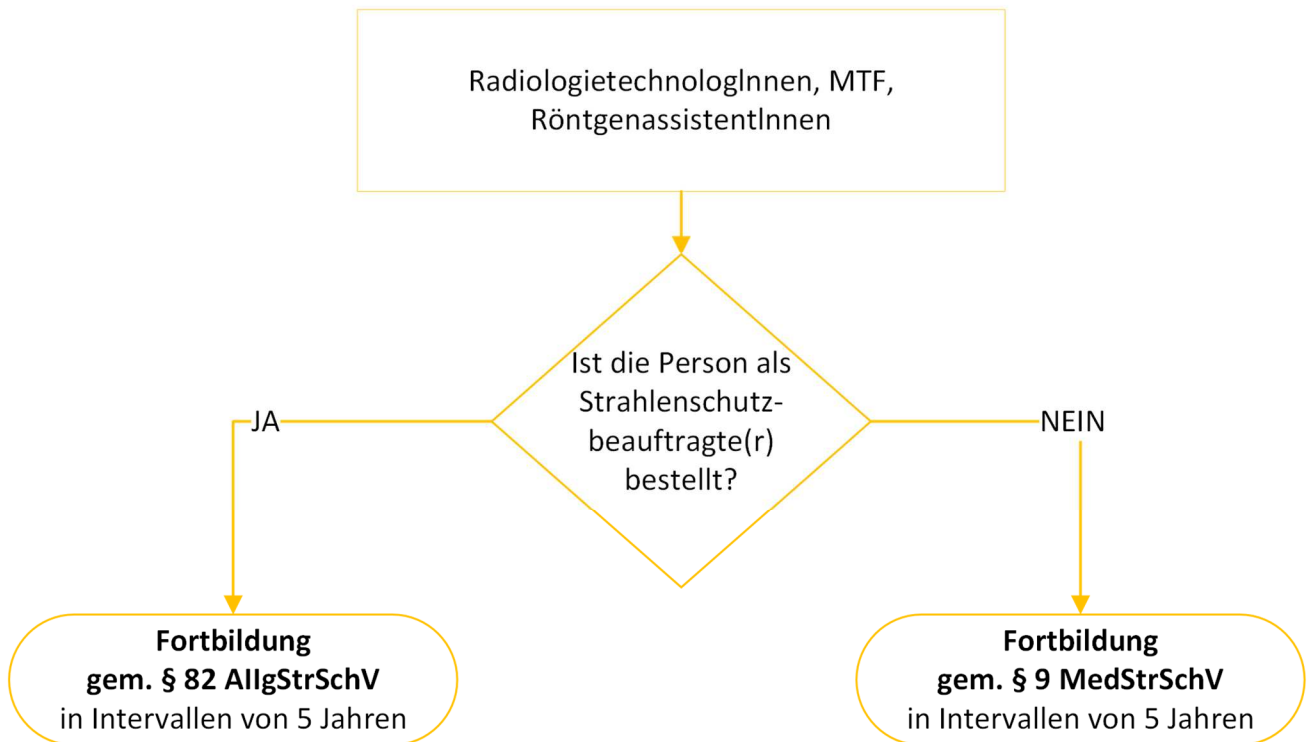 RadiologietechnologInnen, MTF,
RöntgenassistentInnen
Ist die Person als
Strahlenschutz-
beauftragte(r)
bestellt?
JA
NEIN
Fortbildung
gem. § 82 AllgStrSchV
in Intervallen von 5 Jahren
Fortbildung
gem. § 9 MedStrSchV
in Intervallen von 5 Jahren